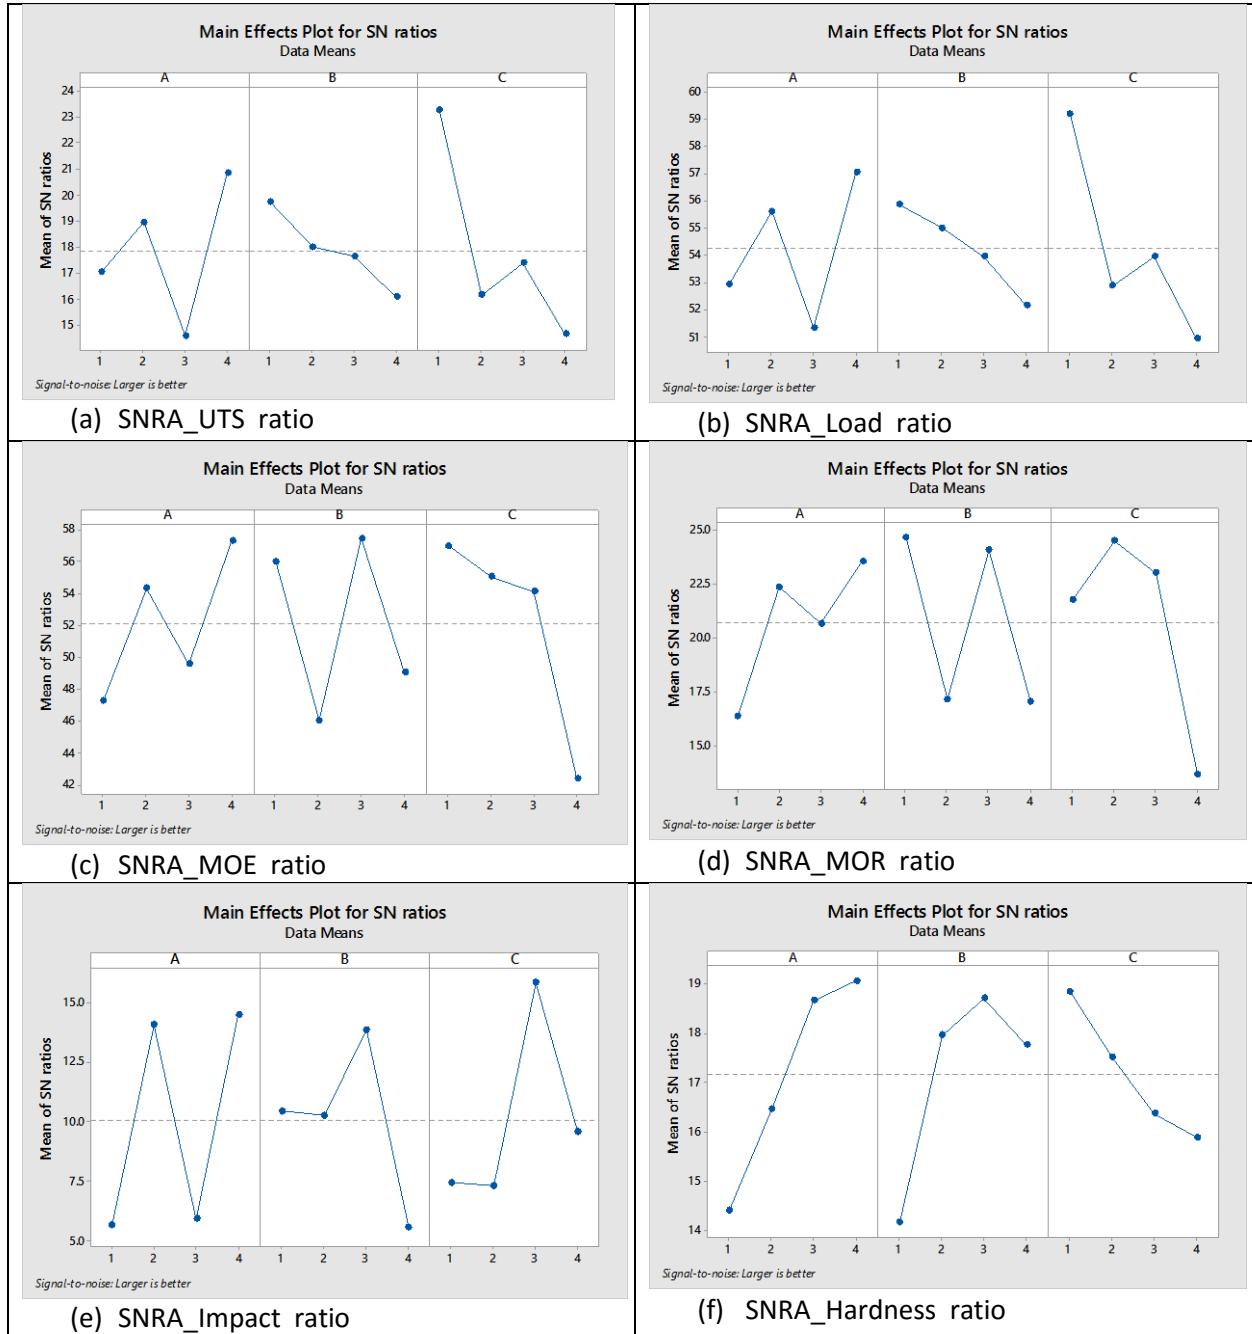 Main Effects Plot for SN ratios
Data Means
A B C
Mean of SN ratios
24
23
22
21
20
19
18
17
16
15
1 2 3 4 1 2 3 4 1 2 3 4
Signal-to-noise: Larger is better
(a) SNRA_UTS ratio
Main Effects Plot for SN ratios
Data Means
A B C
Mean of SN ratios
60
59
58
57
56
55
54
53
52
51
1 2 3 4 1 2 3 4 1 2 3 4
Signal-to-noise: Larger is better
(b) SNRA_Load ratio
Main Effects Plot for SN ratios
Data Means
A B C
Mean of SN ratios
58
56
54
52
50
48
46
44
42
1 2 3 4 1 2 3 4 1 2 3 4
Signal-to-noise: Larger is better
(c) SNRA_MOE ratio
Main Effects Plot for SN ratios
Data Means
A B C
Mean of SN ratios
25.0
22.5
20.0
17.5
15.0
1 2 3 4 1 2 3 4 1 2 3 4
Signal-to-noise: Larger is better
(d) SNRA_MOR ratio
Main Effects Plot for SN ratios
Data Means
A B C
Mean of SN ratios
15.0
12.5
10.0
7.5
5.0
1 2 3 4 1 2 3 4 1 2 3 4
Signal-to-noise: Larger is better
(e) SNRA_Impact ratio
Main Effects Plot for SN ratios
Data Means
A B C
Mean of SN ratios
19
18
17
16
15
14
1 2 3 4 1 2 3 4 1 2 3 4
Signal-to-noise: Larger is better
(f) SNRA_Hardness ratio